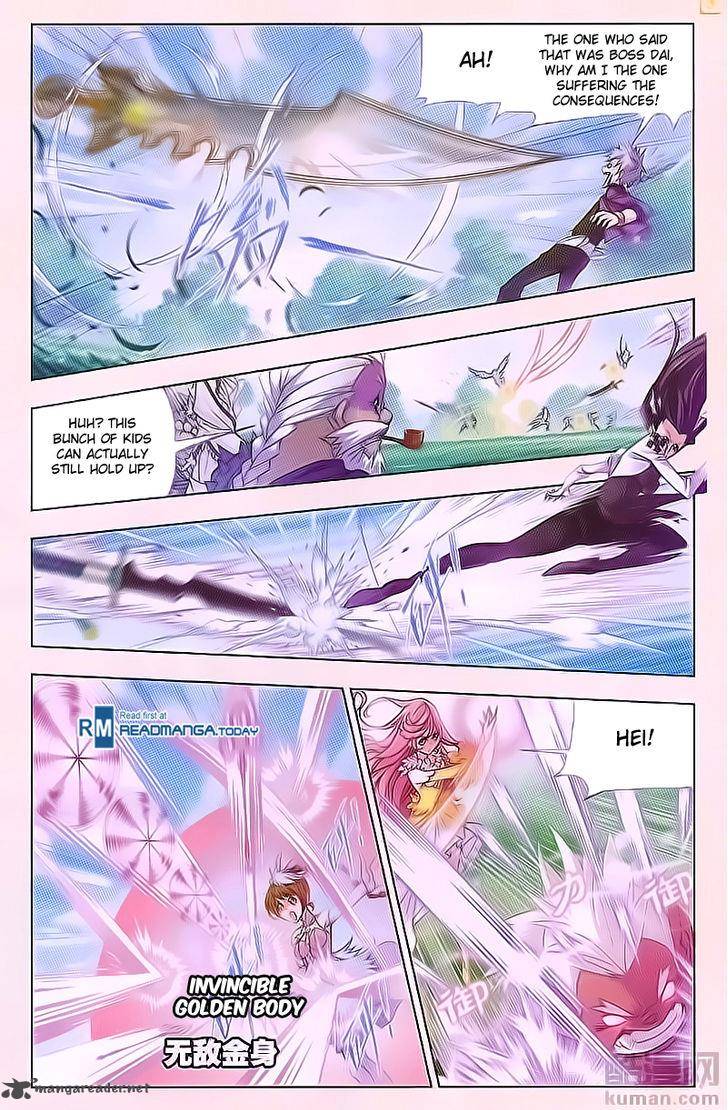 AH!
THE ONE WHO SAID
THAT WAS BOSS DAI,
WHY AM I THE ONE
SUFFERING THE
CONSEQUENCES!
HUH? THIS
BUNCH OF KIDS
CAN ACTUALLY
STILL HOLD UP?
RM
Read first at
READMANGA.TODAY
HEI!
力
御
御
INVINCIBLE
GOLDEN BODY
无敌金身
mangareader.net
kuman.com